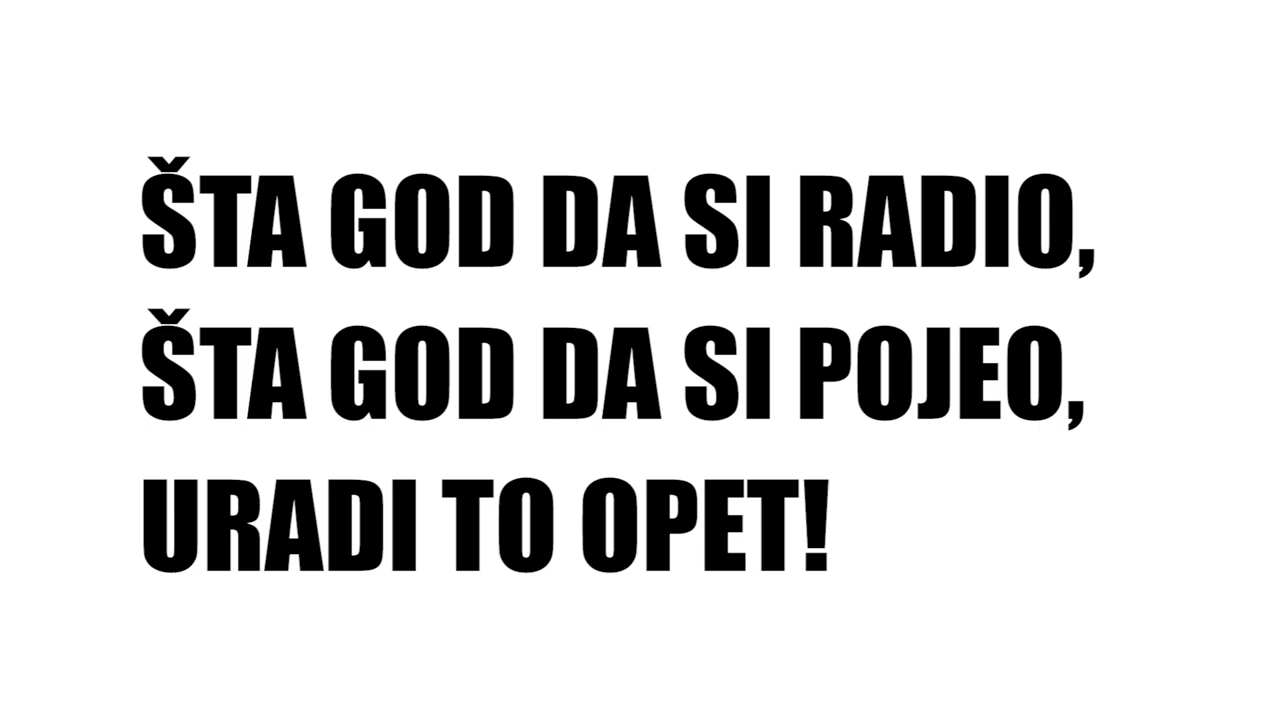 ŠTA GOD DA SI RADIO,
ŠTA GOD DA SI POJEO,
URADI TO OPET!